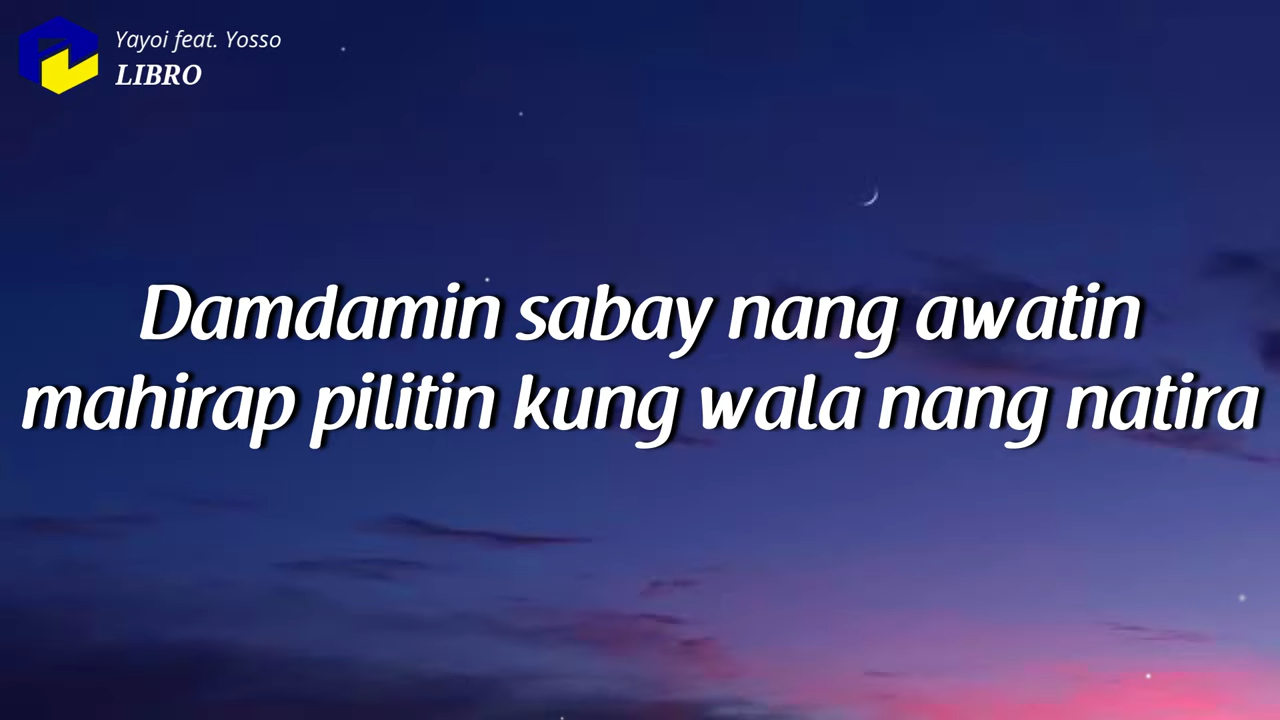 Yayoi feat. Yosso
LIBRO
Damdamin sabay nang awatin
mahirap pilitin kung wala nang natira